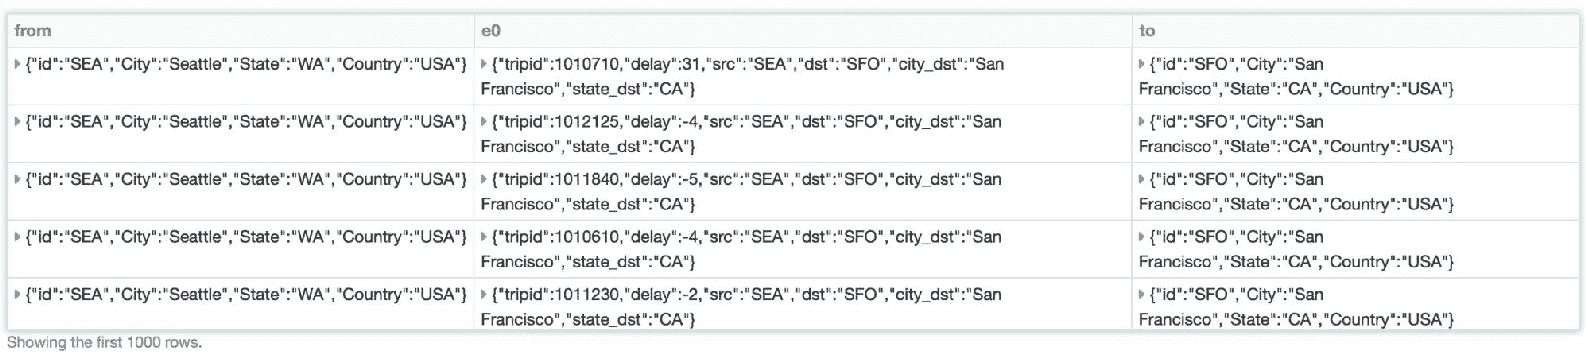 from e0 to
{"id":"SEA","City":"Seattle","State":"WA","Country":"USA"} {"tripid":1010710,"delay":31,"src":"SEA","dst":"SFO","city_dst":"San {"id":"SFO","City":"San
Francisco","state_dst":"CA"} Francisco","State":"CA","Country":"USA"}
{"id":"SEA","City":"Seattle","State":"WA","Country":"USA"} {"tripid":1012125,"delay":-4,"src":"SEA","dst":"SFO","city_dst":"San {"id":"SFO","City":"San
Francisco","state_dst":"CA"} Francisco","State":"CA","Country":"USA"}
{"id":"SEA","City":"Seattle","State":"WA","Country":"USA"} {"tripid":1011840,"delay":-5,"src":"SEA","dst":"SFO","city_dst":"San {"id":"SFO","City":"San
Francisco","state_dst":"CA"} Francisco","State":"CA","Country":"USA"}
{"id":"SEA","City":"Seattle","State":"WA","Country":"USA"} {"tripid":1010610,"delay":-4,"src":"SEA","dst":"SFO","city_dst":"San {"id":"SFO","City":"San
Francisco","state_dst":"CA"} Francisco","State":"CA","Country":"USA"}
{"id":"SEA","City":"Seattle","State":"WA","Country":"USA"} {"tripid":1011230,"delay":-2,"src":"SEA","dst":"SFO","city_dst":"San {"id":"SFO","City":"San
Francisco","state_dst":"CA"} Francisco","State":"CA","Country":"USA"}
Showing the first 1000 rows.